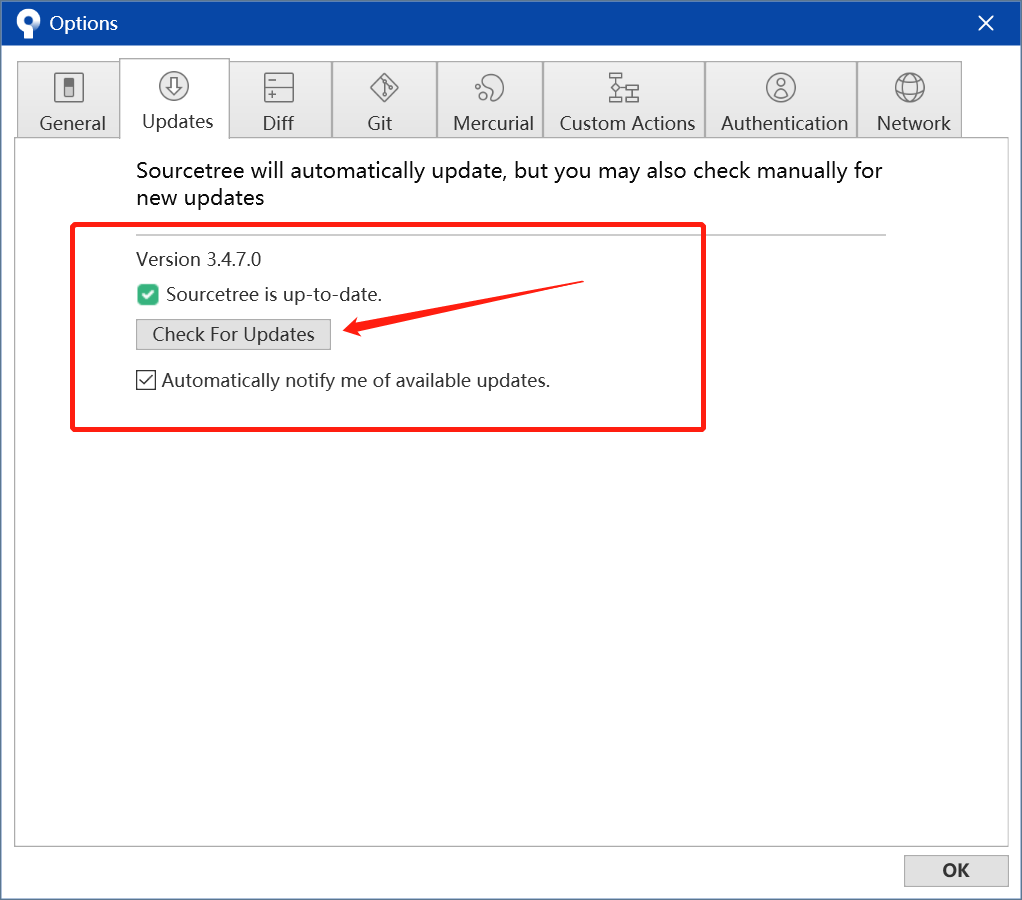 Options
General
Updates
Diff
Git
Mercurial
Custom Actions
Authentication
Network
Sourcetree will automatically update, but you may also check manually for
new updates
Version 3.4.7.0
Sourcetree is up-to-date.
Check For Updates
Automatically notify me of available updates.
OK